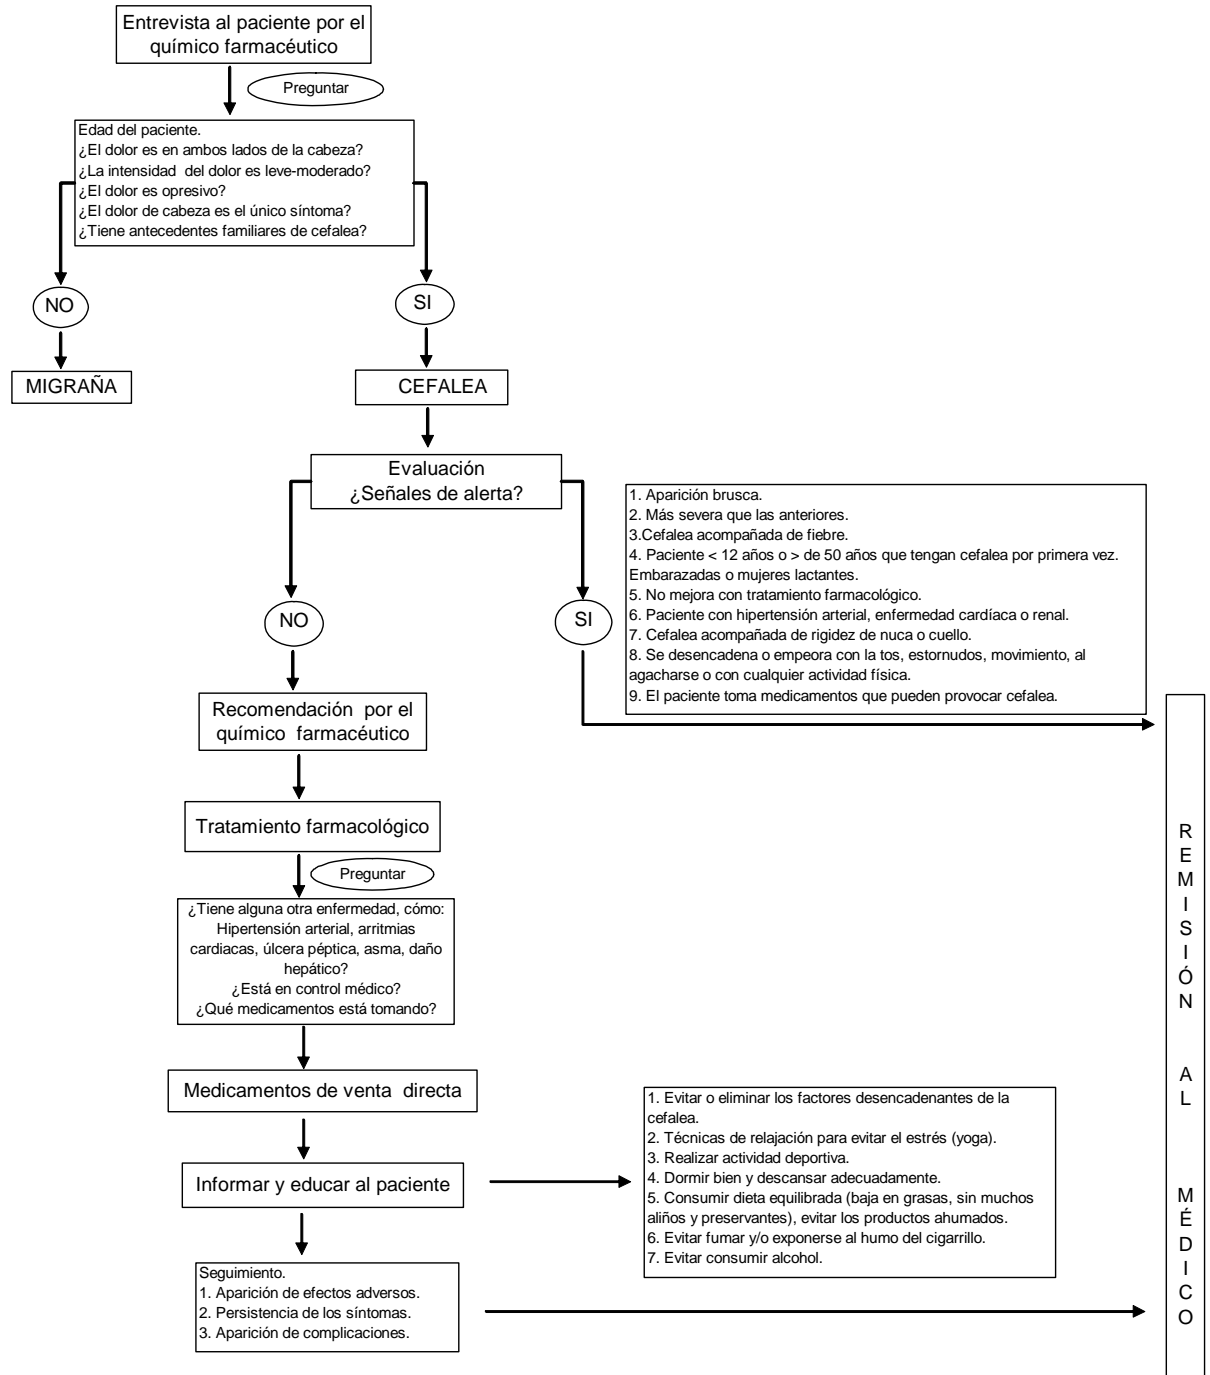 Entrevista al paciente por el
químico farmacéutico
Preguntar
Edad del paciente.
¿El dolor es en ambos lados de la cabeza?
¿La intensidad del dolor es leve-moderado?
¿El dolor es opresivo?
¿El dolor de cabeza es el único síntoma?
¿Tiene antecedentes familiares de cefalea?
NO
SI
MIGRAÑA
CEFALEA
Evaluación
¿Señales de alerta?
1. Aparición brusca.
2. Más severa que las anteriores.
3.Cefalea acompañada de fiebre.
4. Paciente < 12 años o > de 50 años que tengan cefalea por primera vez.
Embarazadas o mujeres lactantes.
5. No mejora con tratamiento farmacológico.
6. Paciente con hipertensión arterial, enfermedad cardíaca o renal.
7. Cefalea acompañada de rigidez de nuca o cuello.
8. Se desencadena o empeora con la tos, estornudos, movimiento, al
agacharse o con cualquier actividad física.
9. El paciente toma medicamentos que pueden provocar cefalea.
NO
SI
Recomendación por el
químico farmacéutico
Tratamiento farmacológico
Preguntar
¿Tiene alguna otra enfermedad, cómo:
Hipertensión arterial, arritmias
cardiacas, úlcera péptica, asma, daño
hepático?
¿Está en control médico?
¿Qué medicamentos está tomando?
Medicamentos de venta directa
Informar y educar al paciente
1. Evitar o eliminar los factores desencadenantes de la
cefalea.
2. Técnicas de relajación para evitar el estrés (yoga).
3. Realizar actividad deportiva.
4. Dormir bien y descansar adecuadamente.
5. Consumir dieta equilibrada (baja en grasas, sin muchos
aliños y preservantes), evitar los productos ahumados.
6. Evitar fumar y/o exponerse al humo del cigarrillo.
7. Evitar consumir alcohol.
Seguimiento.
1. Aparición de efectos adversos.
2. Persistencia de los síntomas.
3. Aparición de complicaciones.
REMISIÓN AL MÉDICO